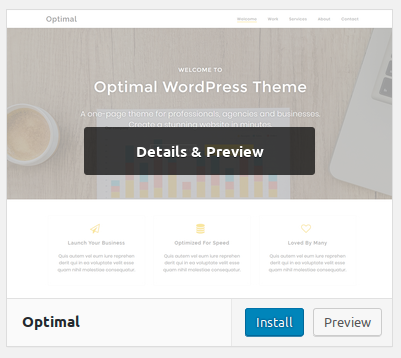 Optimal
Welcome Work Services About Contact
WELCOME TO
Optimal WordPress Theme
A one-page theme for professionals, agencies and businesses.
Create a stunning website in minutes.
Details & Preview
Launch Your Business Optimized For Speed Loved By Many
Quis autem vel eum iure reprehen Quis autem vel eum iure reprehen Quis autem vel eum iure reprehen
derit qui in ea voluptate velit esse derit qui in ea voluptate velit esse derit qui in ea voluptate velit esse
quam nihil molestiae consequatur. quam nihil molestiae consequatur. quam nihil molestiae consequatur.
Optimal Install Preview